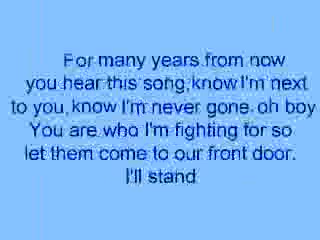 For many years from now
you hear this song,know I'm next
to you,know I'm never gone. oh boy
You are who I'm fighting for so
let them come to our front door.
I'll stand